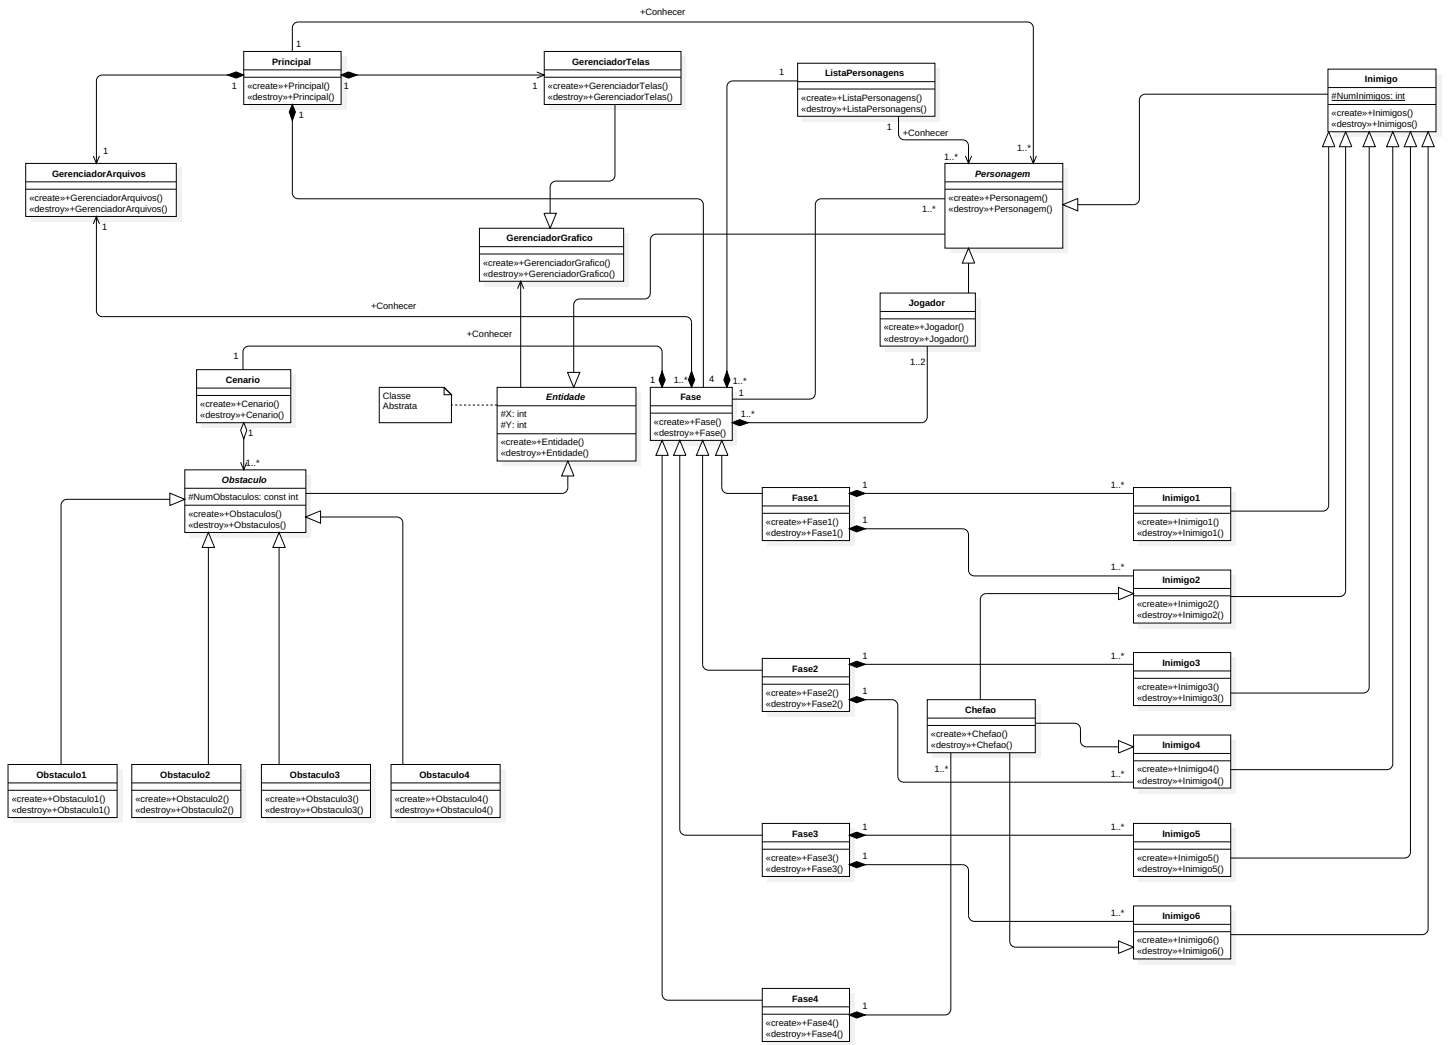 +Conhecer
1
Principal
«create»+Principal()
«destroy»+Principal()
1
1
1
1
GerenciadorTelas
«create»+GerenciadorTelas()
«destroy»+GerenciadorTelas()
1
ListaPersonagens
«create»+ListaPersonagens()
«destroy»+ListaPersonagens()
1
+Conhecer
1..*
1..*
Inimigo
#NumInimigos: int
«create»+Inimigos()
«destroy»+Inimigos()
1
GerenciadorArquivos
«create»+GerenciadorArquivos()
«destroy»+GerenciadorArquivos()
1
Personagem
«create»+Personagem()
«destroy»+Personagem()
1..*
GerenciadorGrafico
«create»+GerenciadorGrafico()
«destroy»+GerenciadorGrafico()
+Conhecer
+Conhecer
Jogador
«create»+Jogador()
«destroy»+Jogador()
1..2
1
Cenario
«create»+Cenario()
«destroy»+Cenario()
1
1..*
Classe
Abstrata
Entidade
#X: int
#Y: int
«create»+Entidade()
«destroy»+Entidade()
1
1..*
4
1..*
1
1..*
Fase
«create»+Fase()
«destroy»+Fase()
Obstaculo
#NumObstaculos: const int
«create»+Obstaculos()
«destroy»+Obstaculos()
Fase1
«create»+Fase1()
«destroy»+Fase1()
1
1
1..*
Inimigo1
«create»+Inimigo1()
«destroy»+Inimigo1()
1..*
Inimigo2
«create»+Inimigo2()
«destroy»+Inimigo2()
Fase2
«create»+Fase2()
«destroy»+Fase2()
1
1
1..*
Inimigo3
«create»+Inimigo3()
«destroy»+Inimigo3()
Chefao
«create»+Chefao()
«destroy»+Chefao()
1..*
1..*
Inimigo4
«create»+Inimigo4()
«destroy»+Inimigo4()
Obstaculo1
«create»+Obstaculo1()
«destroy»+Obstaculo1()
Obstaculo2
«create»+Obstaculo2()
«destroy»+Obstaculo2()
Obstaculo3
«create»+Obstaculo3()
«destroy»+Obstaculo3()
Obstaculo4
«create»+Obstaculo4()
«destroy»+Obstaculo4()
Fase3
«create»+Fase3()
«destroy»+Fase3()
1
1
1..*
Inimigo5
«create»+Inimigo5()
«destroy»+Inimigo5()
1..*
Inimigo6
«create»+Inimigo6()
«destroy»+Inimigo6()
Fase4
«create»+Fase4()
«destroy»+Fase4()
1